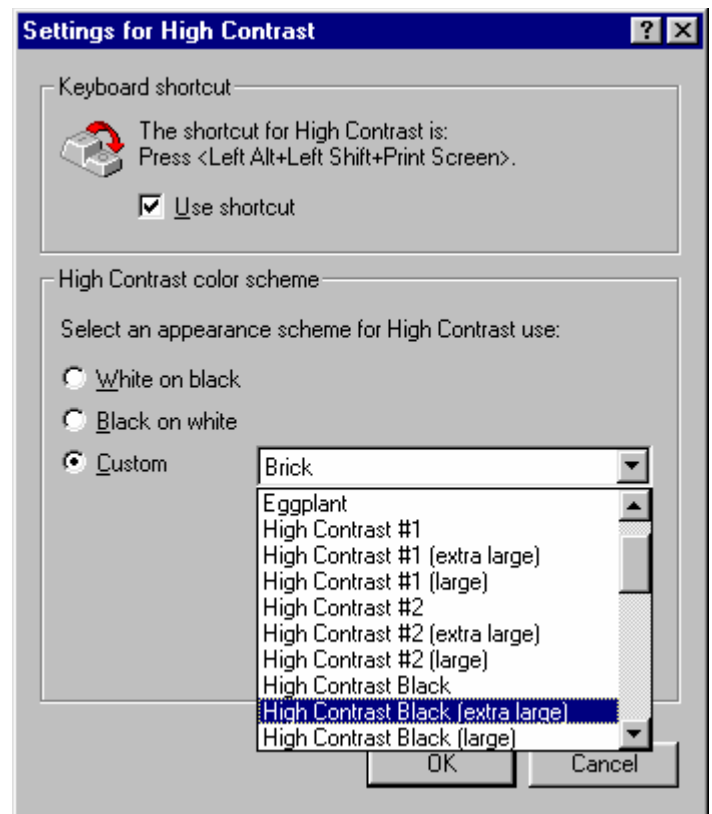 Settings for High Contrast
Keyboard shortcut
The shortcut for High Contrast is:
Press <Left Alt+Left Shift+Print Screen>.
Use shortcut
High Contrast color scheme
Select an appearance scheme for High Contrast use:
White on black
Black on white
Custom
Brick
Eggplant
High Contrast #1
High Contrast #1 (extra large)
High Contrast #1 (large)
High Contrast #2
High Contrast #2 (extra large)
High Contrast #2 (large)
High Contrast Black
High Contrast Black (extra large)
High Contrast Black (large)
OK
Cancel